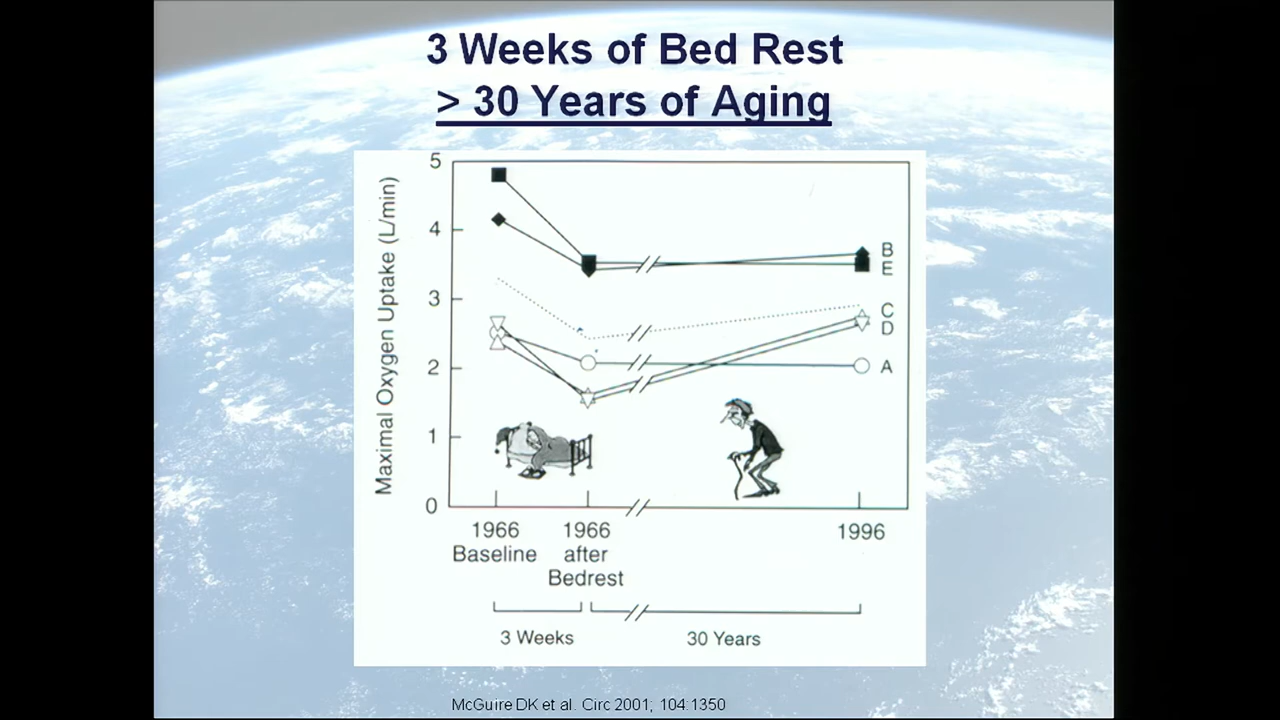 3 Weeks of Bed Rest
> 30 Years of Aging
Maximal Oxygen Uptake (L/min)
5
4
3
2
1
0
B
E
C
D
A
1966
Baseline
1966
after
Bedrest
1996
3 Weeks
30 Years
McGuire DK et al. Circ 2001; 104:1350